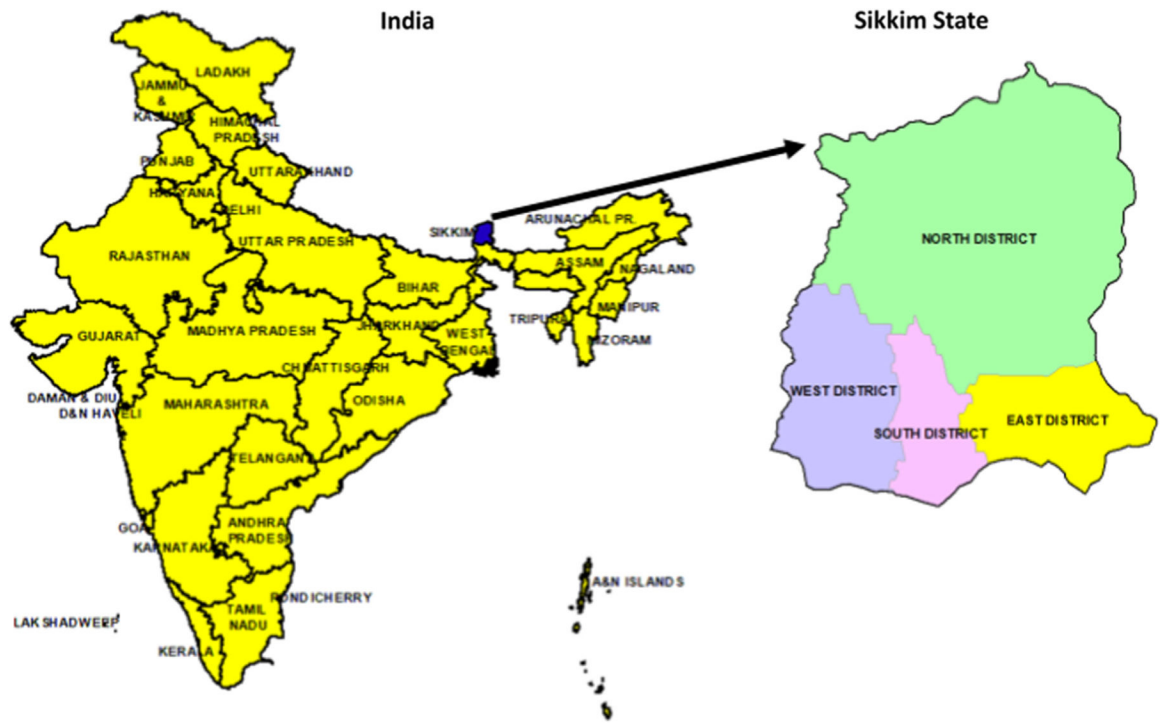 India
Sikkim State
LADAKH
JAMMU
&
KASHMIR
HIMACHAL
PRADESH
PUNJAB
UTTARAKHAND
HARYANA
DELHI
SIKKIM
ARUNACHAL PR.
RAJASTHAN
UTTAR PRADESH
ASSAM
NAGALAND
BIHAR
MANIPUR
TRIPURA
MIZORAM
GUJARAT
MADHYA PRADESH
JHARKHAND
WEST
BENGAL
CHHATTISGARH
DAMAN & DIU
D&N HAVELI
MAHARASHTRA
ODISHA
TELANGANA
GOA
KARNATAKA
ANDHRA
PRADESH
A&N ISLANDS
PONDICHERRY
TAMIL
NADU
LAKSHADWEEP
KERALA
NORTH DISTRICT
WEST DISTRICT
SOUTH DISTRICT
EAST DISTRICT